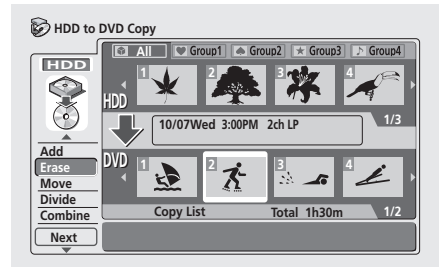 HDD to DVD Copy
All Group1 Group2 Group3 Group4
HDD
1 2 3 4
HDD
1/3
10/07Wed 3:00PM 2ch LP
DVD
1 2 3 4
Add
Erase
Move
Divide
Combine
Copy List Total 1h30m 1/2
Next